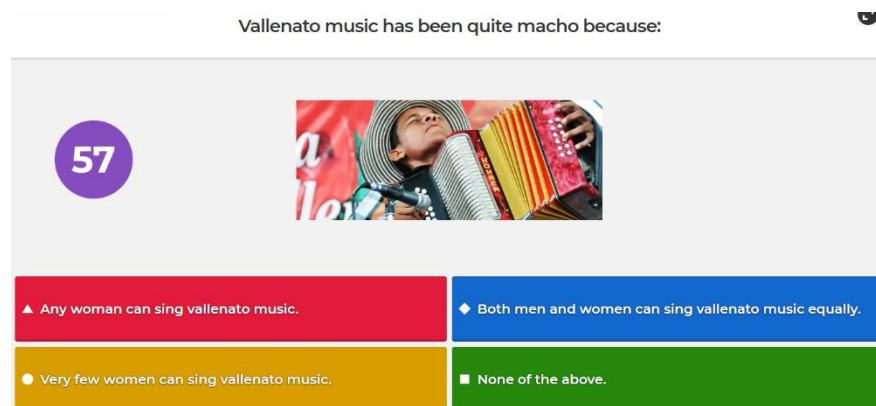 Vallenato music has been quite macho because:
57
HOHNER
Any woman can sing vallenato music.
Both men and women can sing vallenato music equally.
Very few women can sing vallenato music.
None of the above.